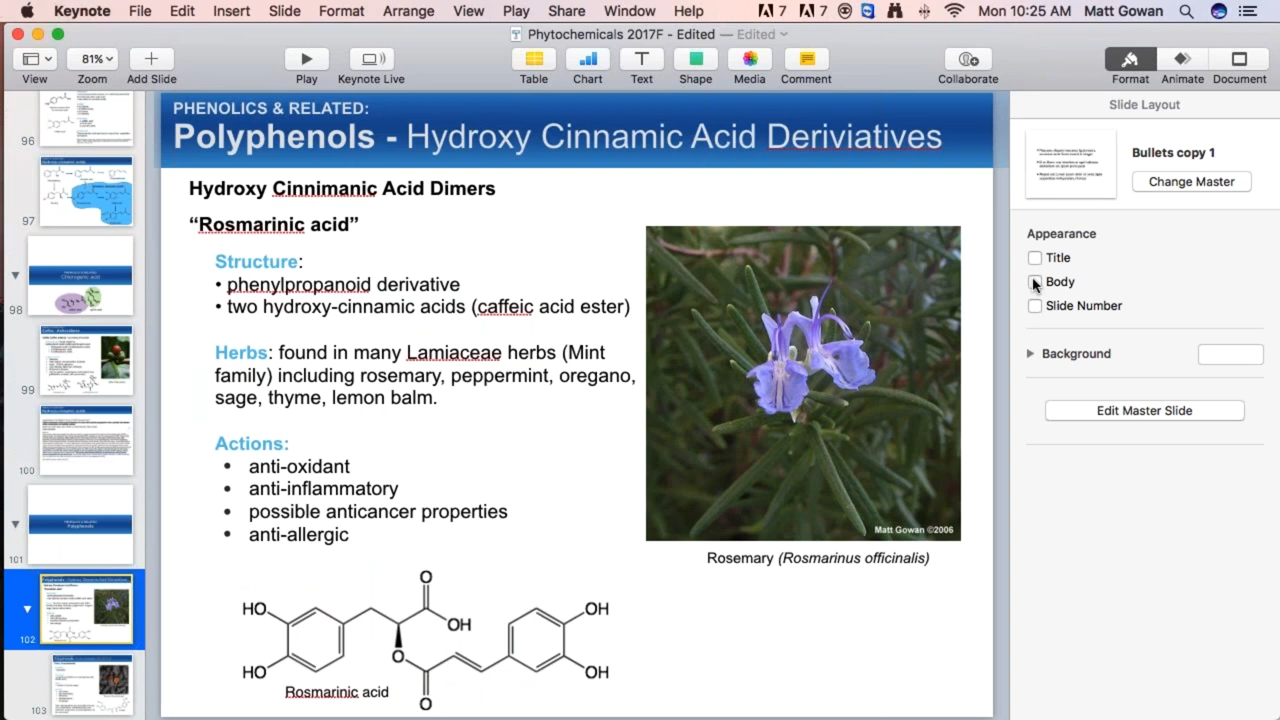 Keynote File Edit Insert Slide Format Arrange View Play Share Window Help 7 7 Mon 10:25 AM Matt Gowan
Phytochemicals 2017F - Edited — Edited
81%
View Zoom Add Slide Play Keynote Live Table Chart Text Shape Media Comment Collaborate Format Animate Document
Slide Layout
Bullets copy 1
Change Master
Appearance
Title
Body
Slide Number
Background
Edit Master Slide
96
97
98
99
100
101
102
103
PHENOLICS & RELATED:
Polyphenols - Hydroxy Cinnamic Acid Deriviatives
Hydroxy Cinnimanic Acid Dimers
“Rosmarinic acid”
Structure:
• phenylpropanoid derivative
• two hydroxy-cinnamic acids (caffeic acid ester)
Herbs: found in many Lamiaceae herbs (Mint
family) including rosemary, peppermint, oregano,
sage, thyme, lemon balm.
Actions:
• anti-oxidant
• anti-inflammatory
• possible anticancer properties
• anti-allergic
Matt Gowan ©2006
Rosemary (Rosmarinus officinalis)
O
HO
OH
OH
O
HO
OH
Rosmarinic acid
O